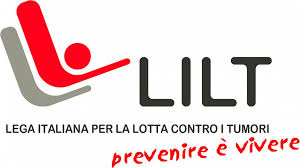 LILT
LEGA ITALIANA PER LA LOTTA CONTRO I TUMORI
prevenire è vivere